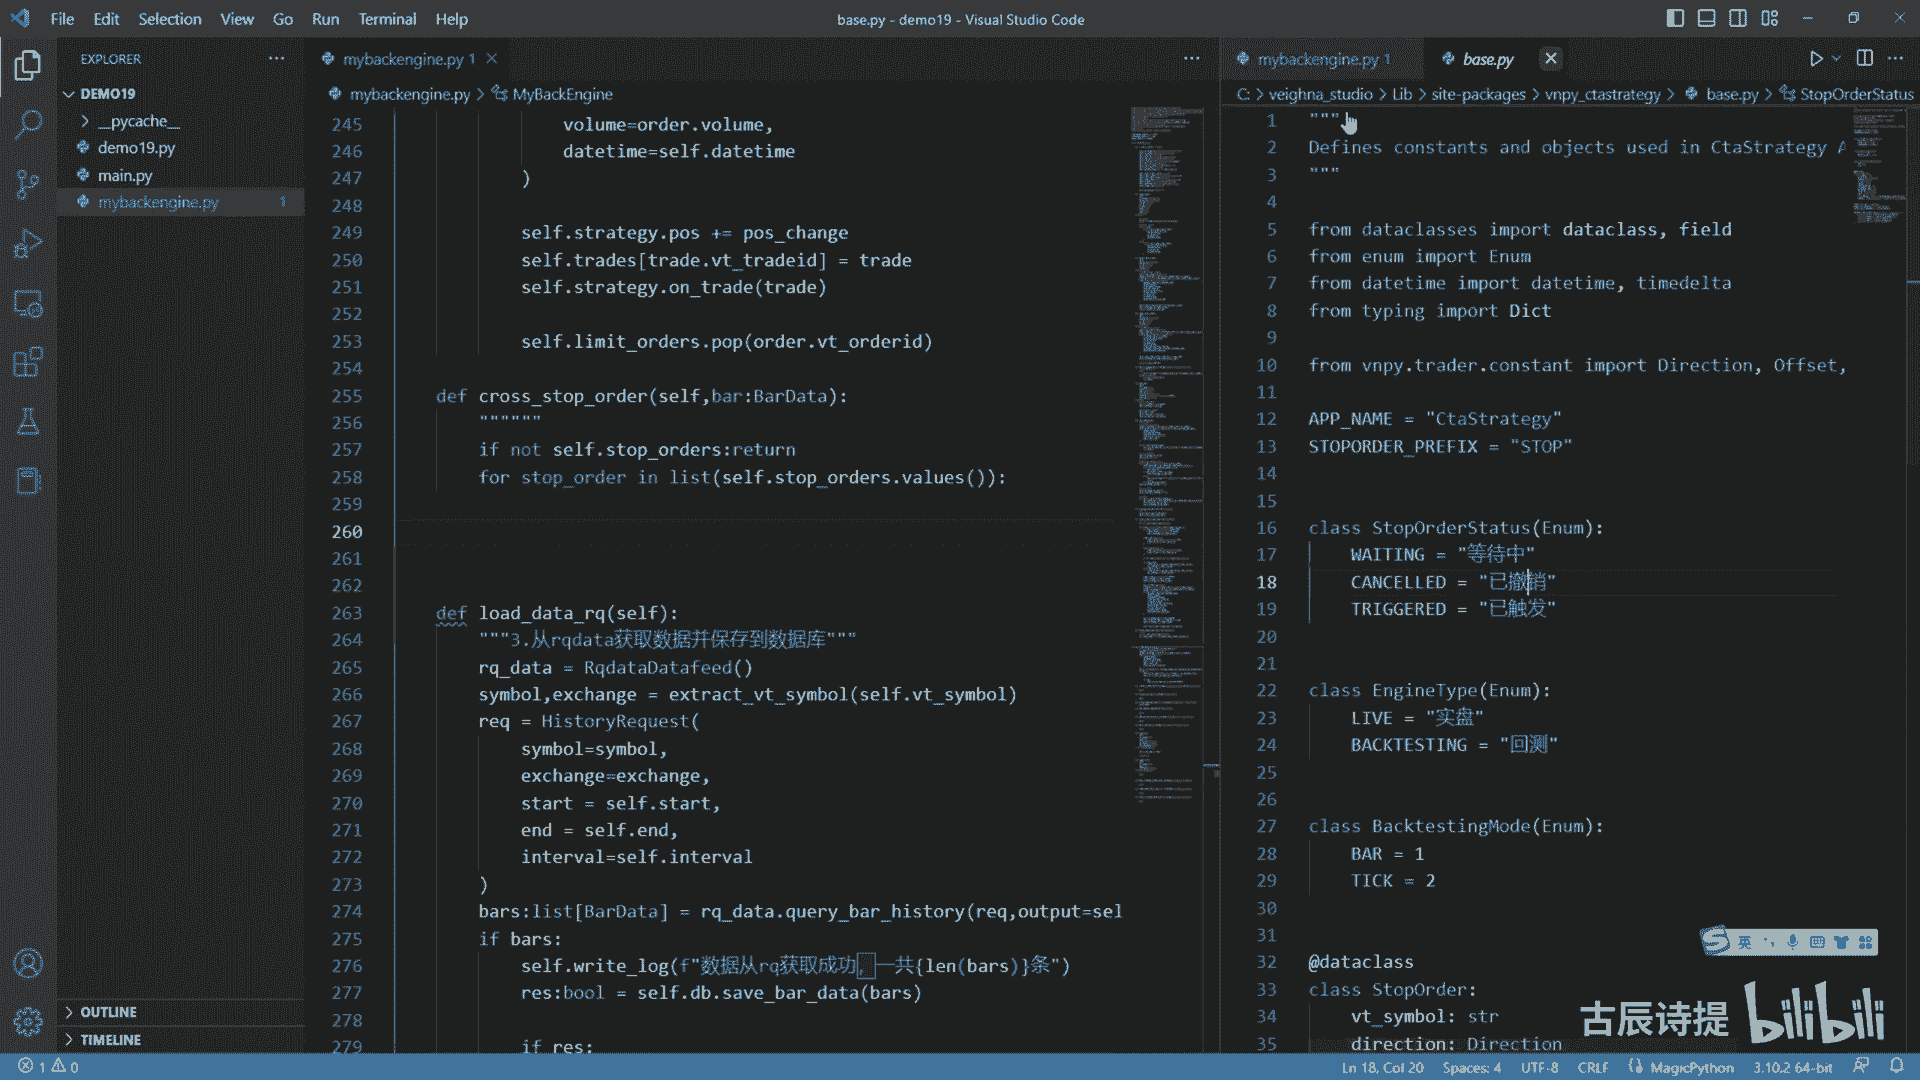 File Edit Selection View Go Run Terminal Help
base.py - demo19 - Visual Studio Code
EXPLORER
DEMO19
__pycache__
demo19.py
main.py
mybackengine.py 1
OUTLINE
TIMELINE
mybackengine.py 1
mybackengine.py > MyBackEngine
245 volume=order.volume,
246 datetime=self.datetime
247 )
248
249 self.strategy.pos += pos_change
250 self.trades[trade.vt_tradeid] = trade
251 self.strategy.on_trade(trade)
252
253 self.limit_orders.pop(order.vt_orderid)
254
255 def cross_stop_order(self,bar:BarData):
256 """"""
257 if not self.stop_orders:return
258 for stop_order in list(self.stop_orders.values()):
259
260
261
262
263 def load_data_rq(self):
264 """3.从rqdata获取数据并保存到数据库"""
265 rq_data = RqdataDatafeed()
266 symbol,exchange = extract_vt_symbol(self.vt_symbol)
267 req = HistoryRequest(
268 symbol=symbol,
269 exchange=exchange,
270 start = self.start,
271 end = self.end,
272 interval=self.interval
273 )
274 bars:list[BarData] = rq_data.query_bar_history(req,output=sel
275 if bars:
276 self.write_log(f"数据从rq获取成功，一共{len(bars)}条")
277 res:bool = self.db.save_bar_data(bars)
278
279 if res:
mybackengine.py 1
base.py
C: > veighna_studio > Lib > site-packages > vnpy_ctastrategy > base.py > StopOrderStatus
1 """
2 Defines constants and objects used in CtaStrategy A
3 """
4
5 from dataclasses import dataclass, field
6 from enum import Enum
7 from datetime import datetime, timedelta
8 from typing import Dict
9
10 from vnpy.trader.constant import Direction, Offset,
11
12 APP_NAME = "CtaStrategy"
13 STOPORDER_PREFIX = "STOP"
14
15
16 class StopOrderStatus(Enum):
17 WAITING = "等待中"
18 CANCELLED = "已撤销"
19 TRIGGERED = "已触发"
20
21
22 class EngineType(Enum):
23 LIVE = "实盘"
24 BACKTESTING = "回测"
25
26
27 class BacktestingMode(Enum):
28 BAR = 1
29 TICK = 2
30
31
32 @dataclass
33 class StopOrder:
34 vt_symbol: str
35 direction: Direction
英
古辰诗提 bilibili
1 0
Ln 18, Col 20 Spaces: 4 UTF-8 CRLF MagicPython 3.10.2 64-bit